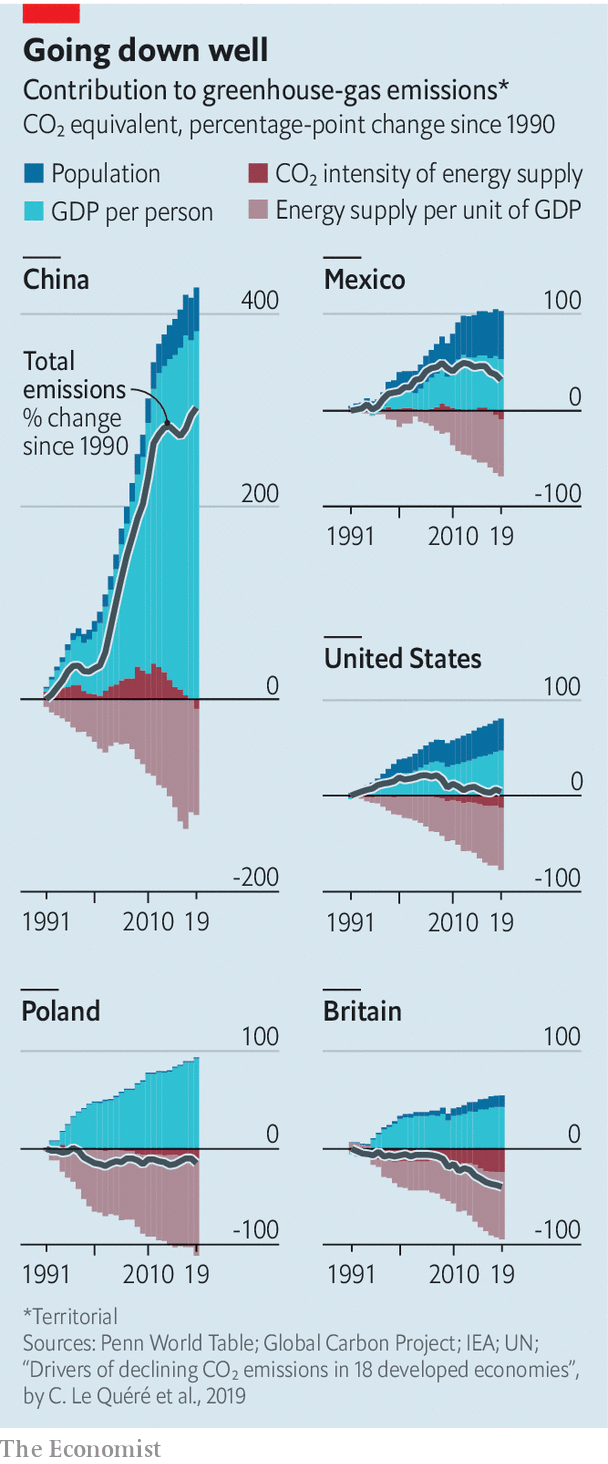 Going down well
Contribution to greenhouse-gas emissions*
CO₂ equivalent, percentage-point change since 1990
Population
CO₂ intensity of energy supply
GDP per person
Energy supply per unit of GDP
China
400
Total
emissions
% change
since 1990
200
0
-200
1991 2010 19
Mexico
100
0
-100
1991 2010 19
United States
100
0
-100
1991 2010 19
Poland
100
0
-100
1991 2010 19
Britain
100
0
-100
1991 2010 19
*Territorial
Sources: Penn World Table; Global Carbon Project; IEA; UN;
“Drivers of declining CO₂ emissions in 18 developed economies”,
by C. Le Quéré et al., 2019
The Economist